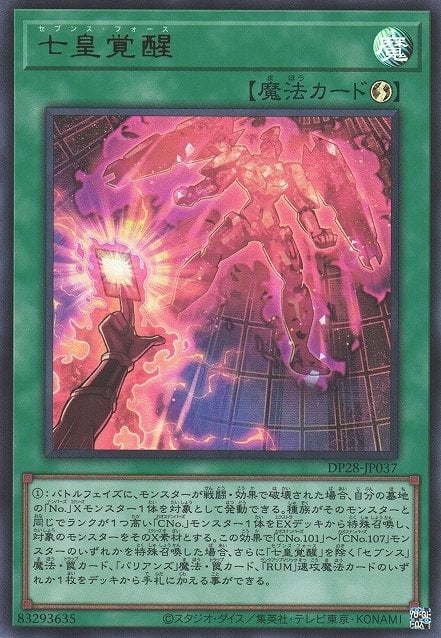 セブンス・フォース
七皇覚醒
魔
【魔法カード】
DP28-JP037
①：バトルフェイズに、モンスターが戦闘・効果で破壊された場合、自分の墓地
の「No.」Xモンスター１体を対象として発動できる。種族がそのモンスターと
同じでランクが１つ高い「CNo.」モンスター１体をEXデッキから特殊召喚し、
対象のモンスターをそのX素材とする。この効果で「CNo.101」～「CNo.107」モン
スターのいずれかを特殊召喚した場合、さらに「七皇覚醒」を除く「セブンス」
魔法・罠カード、「バリアンズ」魔法・罠カード、「RUM」速攻魔法カードのいず
れか１枚をデッキから手札に加える事ができる。
83293635
©スタジオ・ダイス／集英社・テレビ東京・KONAMI